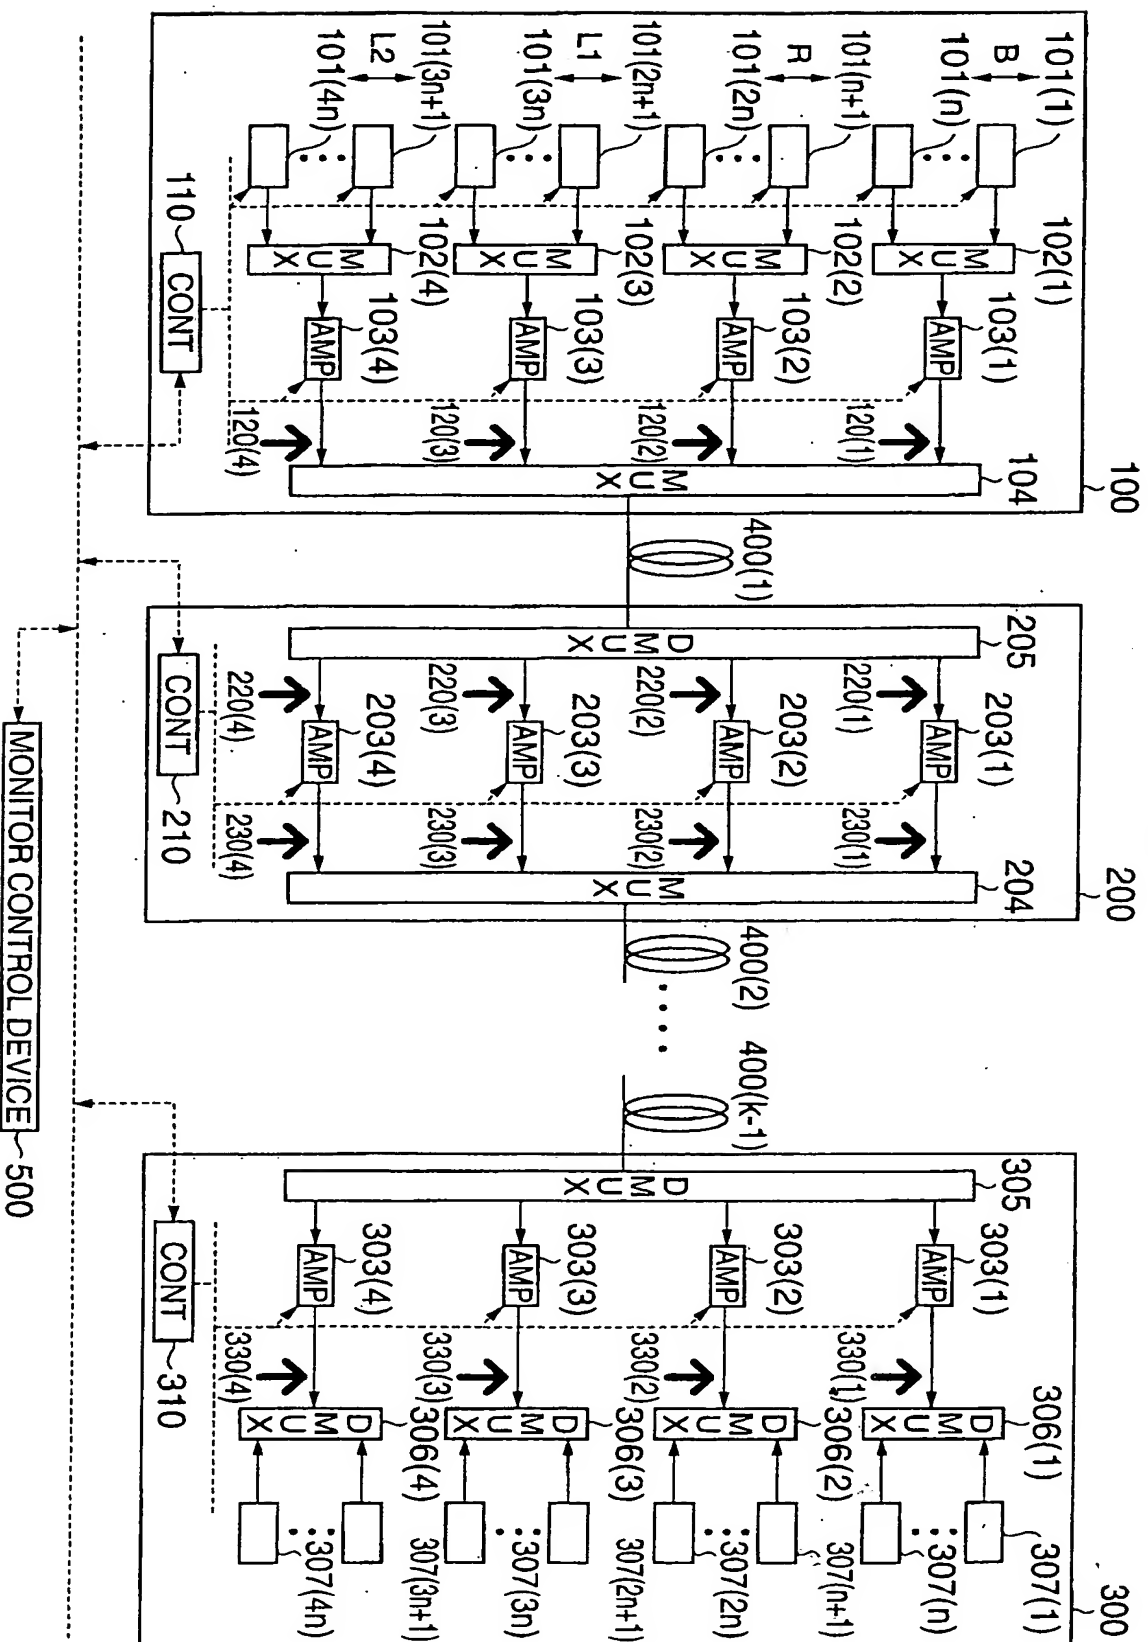 100
101(1)
B
101(n)
101(n+1)
R
101(2n)
101(2n+1)
L1
101(3n)
101(3n+1)
L2
101(4n)
102(1)
MUX
102(2)
MUX
102(3)
MUX
102(4)
MUX
103(1)
AMP
103(2)
AMP
103(3)
AMP
103(4)
AMP
120(1)
120(2)
120(3)
120(4)
104
MUX
110
CONT
400(1)
200
205
DMUX
220(1)
220(2)
220(3)
220(4)
203(1)
AMP
203(2)
AMP
203(3)
AMP
203(4)
AMP
230(1)
230(2)
230(3)
230(4)
204
MUX
CONT
210
400(2)
400(k-1)
300
305
DMUX
303(1)
AMP
303(2)
AMP
303(3)
AMP
303(4)
AMP
330(1)
330(2)
330(3)
330(4)
306(1)
DMUX
306(2)
DMUX
306(3)
DMUX
306(4)
DMUX
307(1)
307(n)
307(n+1)
307(2n)
307(2n+1)
307(3n)
307(3n+1)
307(4n)
CONT
310
MONITOR CONTROL DEVICE
500